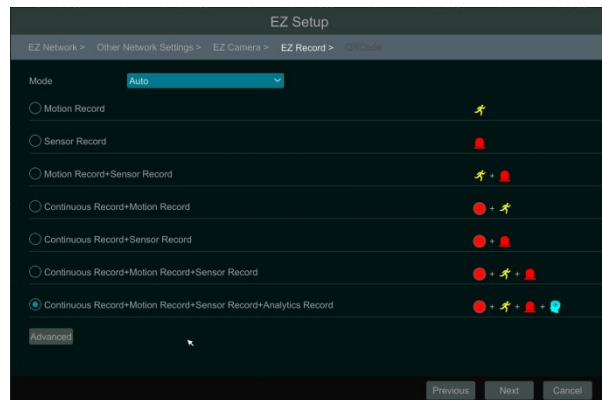 EZ Setup
EZ Network > Other Network Settings > EZ Camera > EZ Record > QRCode
Mode Auto
Motion Record
Sensor Record
Motion Record+Sensor Record
Continuous Record+Motion Record
Continuous Record+Sensor Record
Continuous Record+Motion Record+Sensor Record
Continuous Record+Motion Record+Sensor Record+Analytics Record
Advanced
Previous Next Cancel